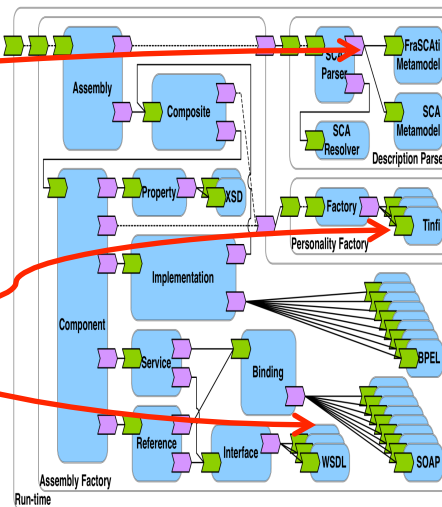 FraSCAti
Metamodel
SCA
Parser
Assembly
Composite
SCA
Metamodel
SCA
Resolver
Description Parse
Property
XSD
Factory
Tinfi
Personality Factory
Implementation
Component
BPEL
Service
Binding
Reference
Interface
WSDL
SOAP
Assembly Factory
Run-time